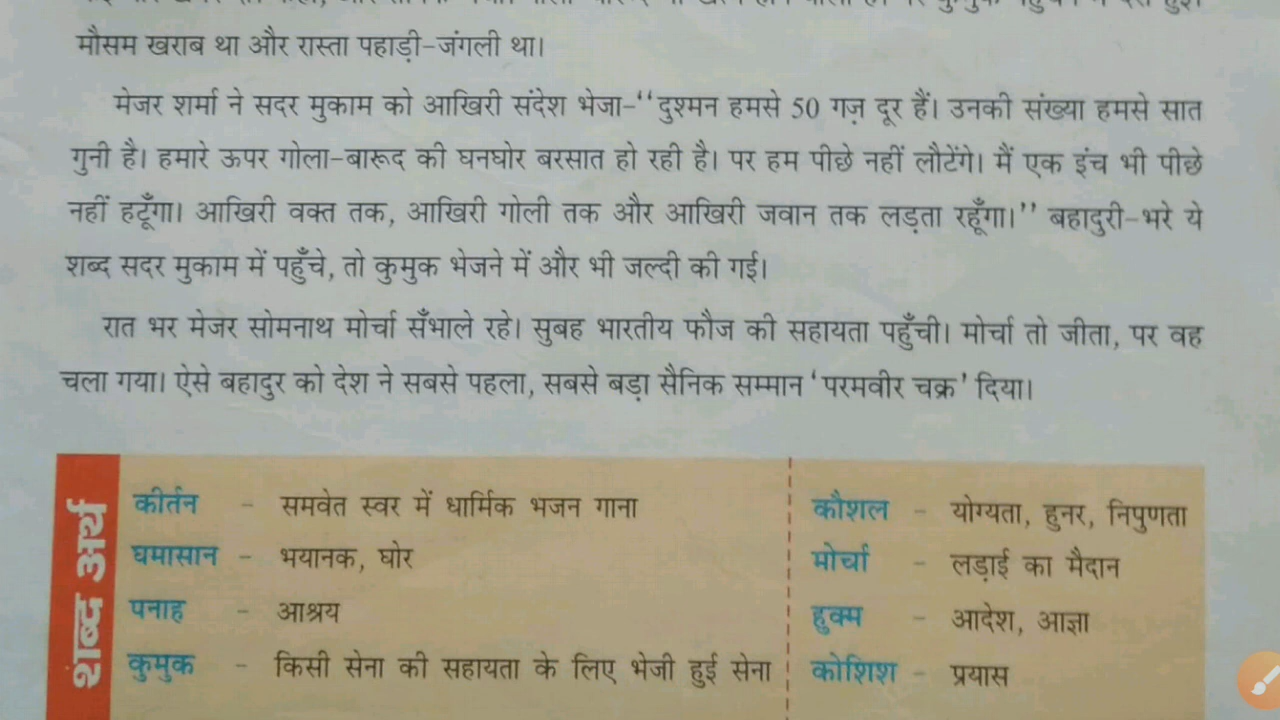 मौसम खराब था और रास्ता पहाड़ी-जंगली था।
मेजर शर्मा ने सदर मुकाम को आखिरी संदेश भेजा-“दुश्मन हमसे 50 गज़ दूर हैं। उनकी संख्या हमसे सात
गुनी है। हमारे ऊपर गोला-बारूद की घनघोर बरसात हो रही है। पर हम पीछे नहीं लौटेंगे। मैं एक इंच भी पीछे
नहीं हटूँगा। आखिरी वक्त तक, आखिरी गोली तक और आखिरी जवान तक लड़ता रहूँगा।” बहादुरी-भरे ये
शब्द सदर मुकाम में पहुँचे, तो कुमुक भेजने में और भी जल्दी की गई।
रात भर मेजर सोमनाथ मोर्चा सँभाले रहे। सुबह भारतीय फौज की सहायता पहुँची। मोर्चा तो जीता, पर वह
चला गया। ऐसे बहादुर को देश ने सबसे पहला, सबसे बड़ा सैनिक सम्मान ‘परमवीर चक्र’ दिया।
शब्द अर्थ
कीर्तन - समवेत स्वर में धार्मिक भजन गाना
घमासान - भयानक, घोर
पनाह - आश्रय
कुमुक - किसी सेना की सहायता के लिए भेजी हुई सेना
कौशल - योग्यता, हुनर, निपुणता
मोर्चा - लड़ाई का मैदान
हुक्म - आदेश, आज्ञा
कोशिश - प्रयास